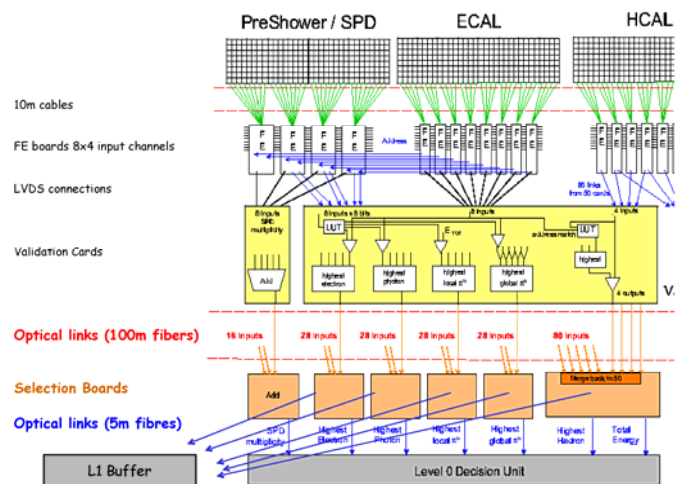 PreShower / SPD
ECAL
HCAL
10m cables
FE boards 8x4 input channels
F E
F E
F E
F E
Address
F E
F E
F E
F E
F E
F E
F E
F E
F E
F E
F E
F E
80 links
from 50 cards
LVDS connections
8 inputs
SPD
multiplicity
8 inputs x 8 bits
8 inputs
4 inputs
Validation Cards
LUT
LUT
address match
Add
highest
electron
highest
photon
highest
local π⁰
highest
global π⁰
highest
4 outputs
V
Optical links (100m fibers)
16 inputs
28 inputs
28 inputs
28 inputs
28 inputs
80 inputs
Selection Boards
Merge back to 50
Add
Optical links (5m fibres)
SPD
multiplicity
Highest
Electron
Highest
Photon
Highest
local π⁰
Highest
global π⁰
Highest
Hadron
Total
Energy
L1 Buffer
Level 0 Decision Unit